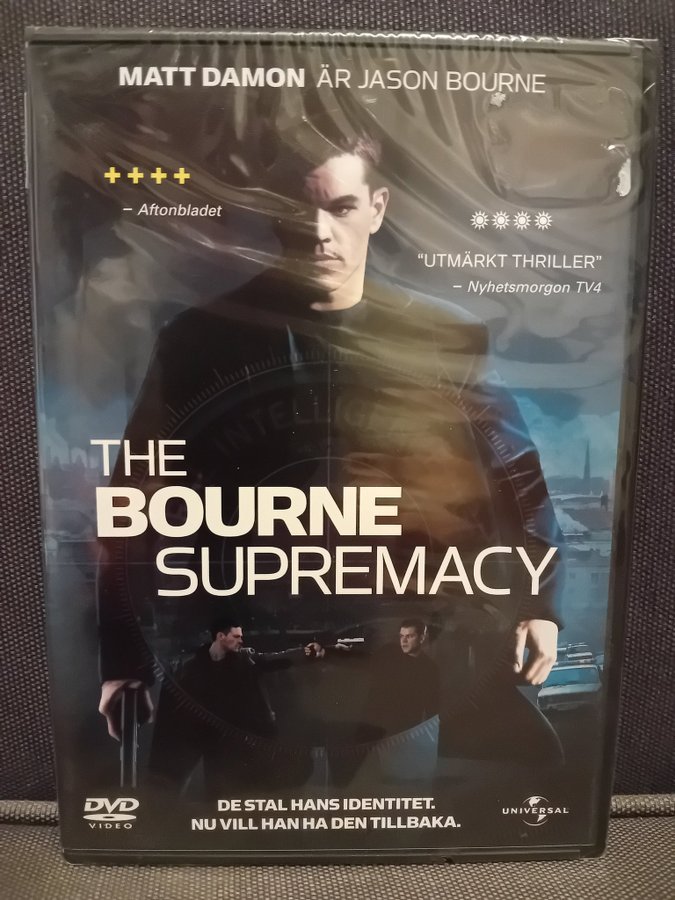 MATT DAMON ÄR JASON BOURNE
++++
– Aftonbladet
"UTMÄRKT THRILLER"
– Nyhetsmorgon TV4
INTELLIGE
THE
BOURNE
SUPREMACY
DVD
VIDEO
DE STAL HANS IDENTITET.
NU VILL HAN HA DEN TILLBAKA.
UNIVERSAL